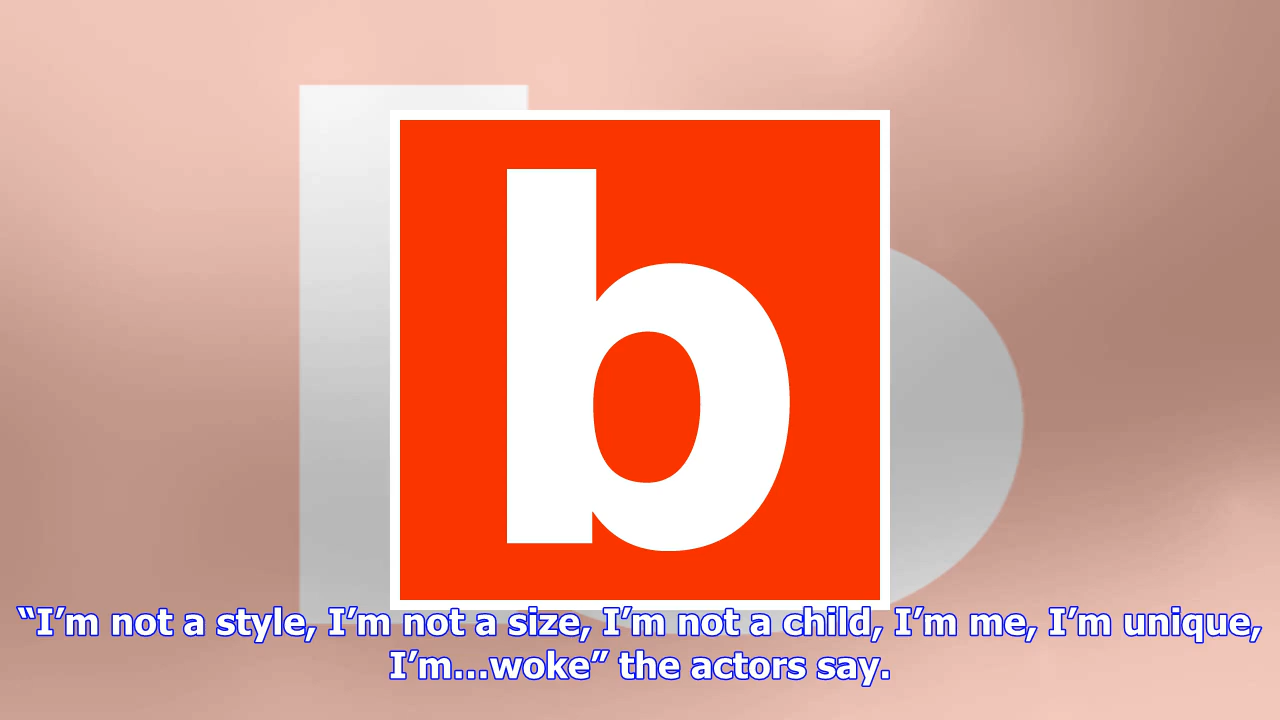 b
“I’m not a style, I’m not a size, I’m not a child, I’m me, I’m unique,
I’m...woke” the actors say.